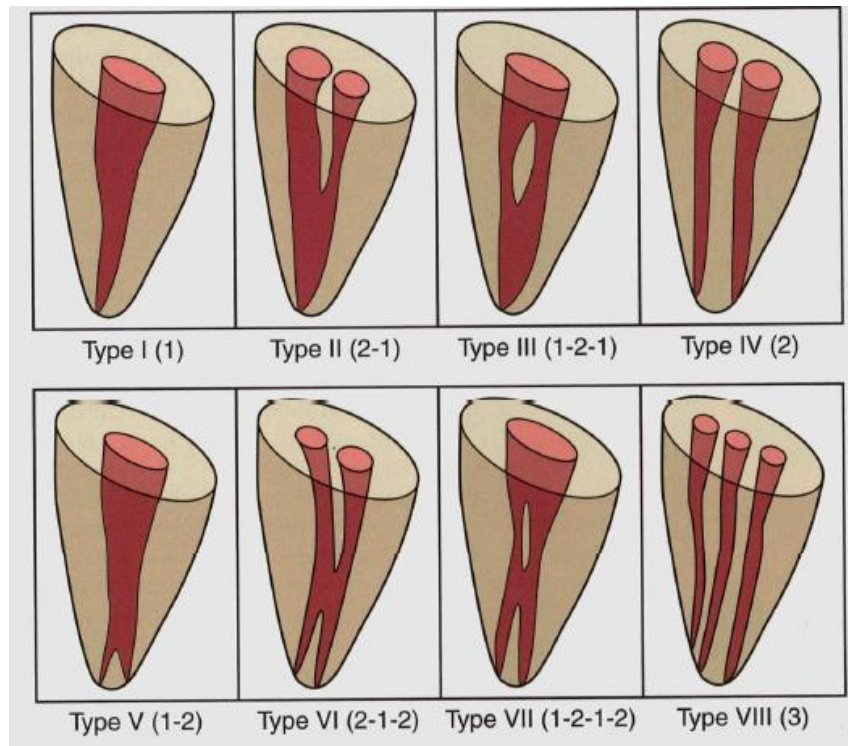 Type I (1)
Type II (2-1)
Type III (1-2-1)
Type IV (2)
Type V (1-2)
Type VI (2-1-2)
Type VII (1-2-1-2)
Type VIII (3)